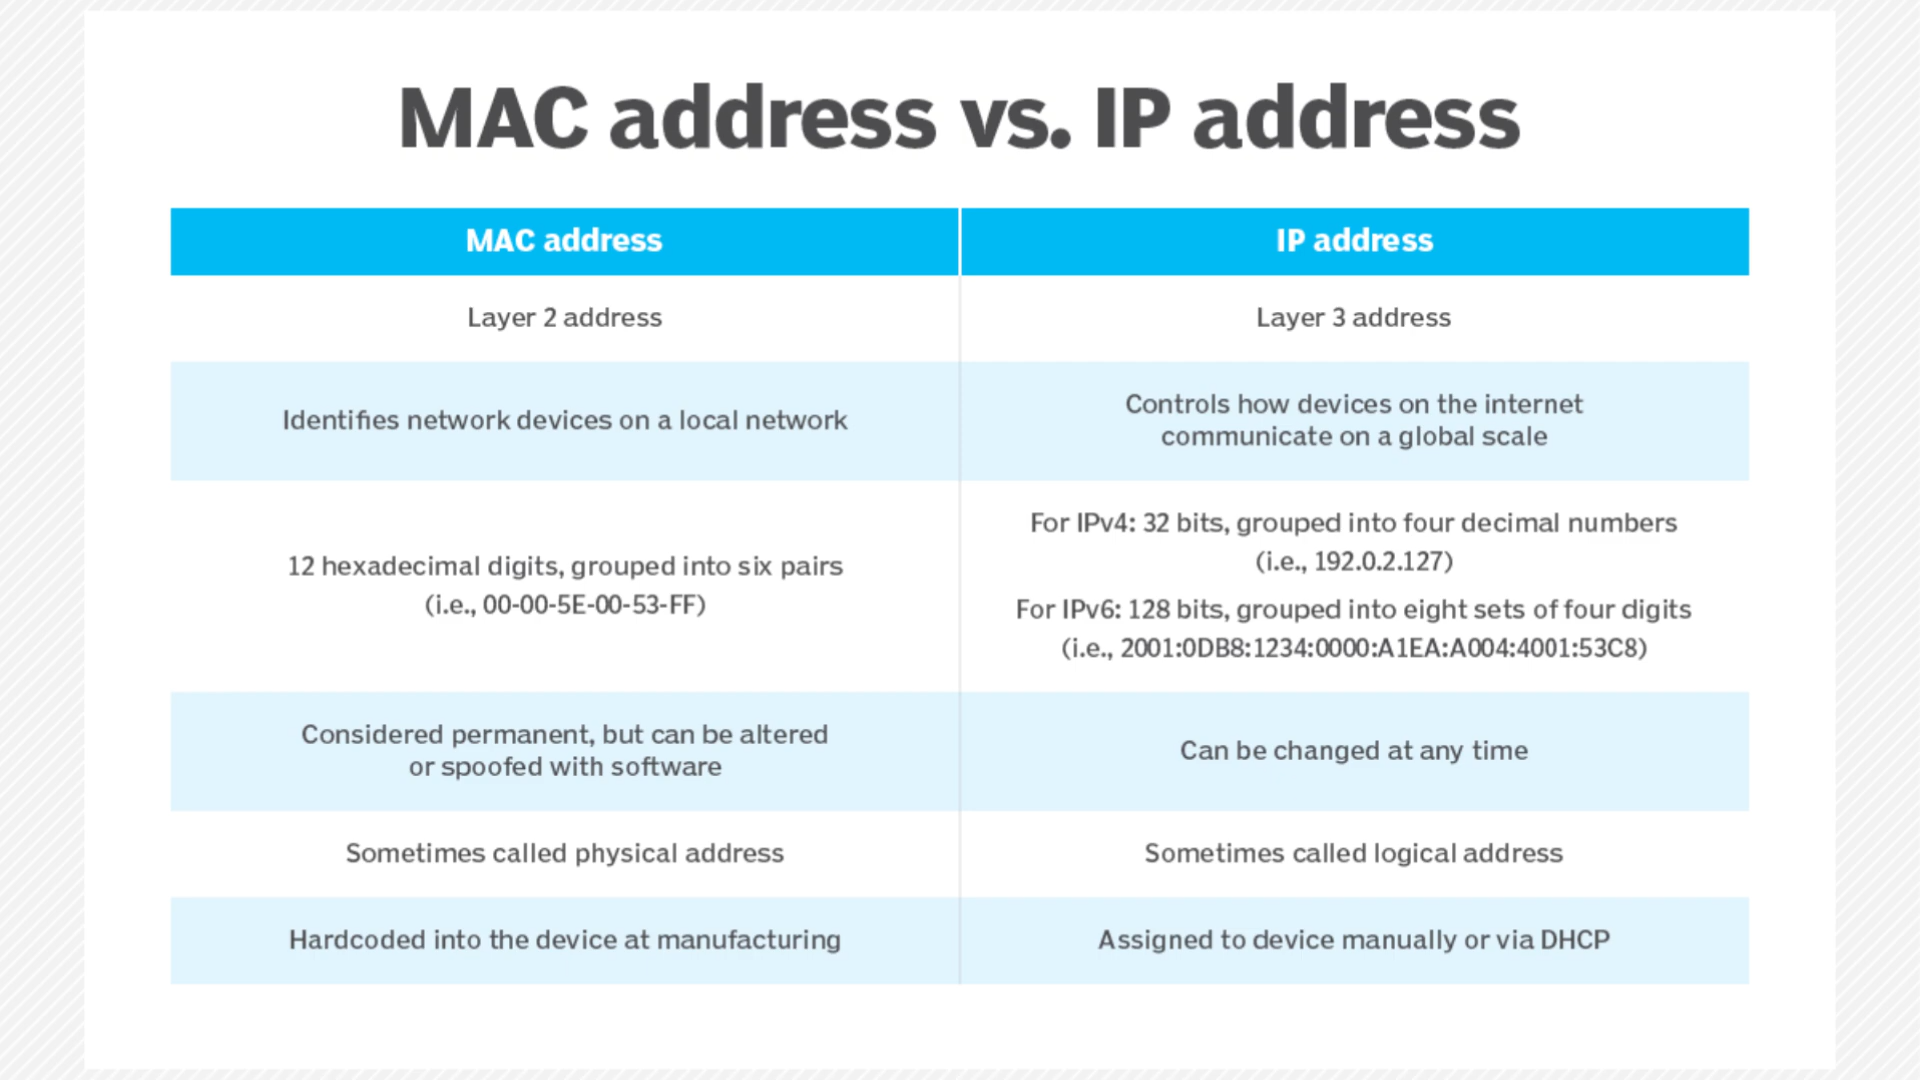 MAC address vs. IP address
MAC address
IP address
Layer 2 address
Layer 3 address
Identifies network devices on a local network
Controls how devices on the internet
communicate on a global scale
12 hexadecimal digits, grouped into six pairs
(i.e., 00-00-5E-00-53-FF)
For IPv4: 32 bits, grouped into four decimal numbers
(i.e., 192.0.2.127)
For IPv6: 128 bits, grouped into eight sets of four digits
(i.e., 2001:0DB8:1234:0000:A1EA:A004:4001:53C8)
Considered permanent, but can be altered
or spoofed with software
Can be changed at any time
Sometimes called physical address
Sometimes called logical address
Hardcoded into the device at manufacturing
Assigned to device manually or via DHCP